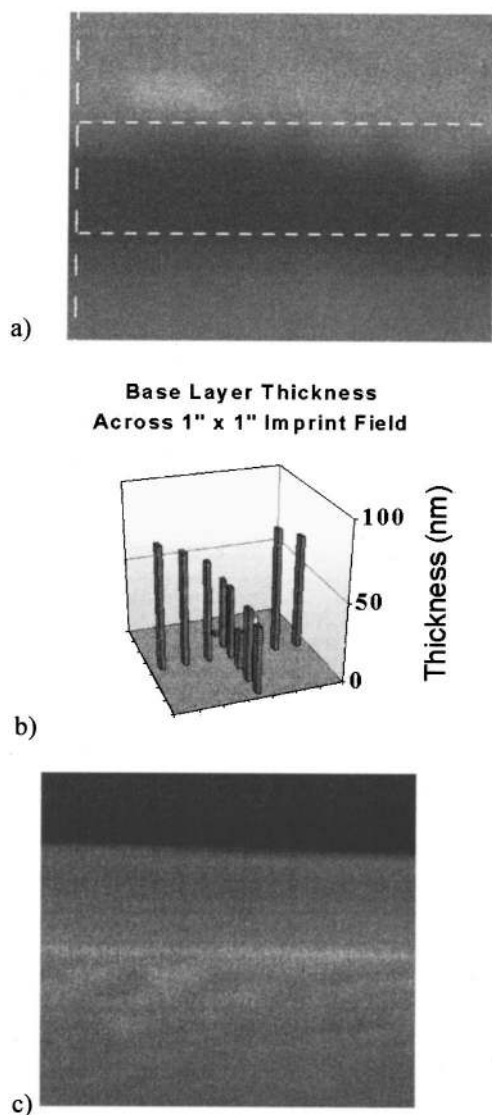 a)
Base Layer Thickness
Across 1" x 1" Imprint Field
100
50
0
Thickness (nm)
b)
c)